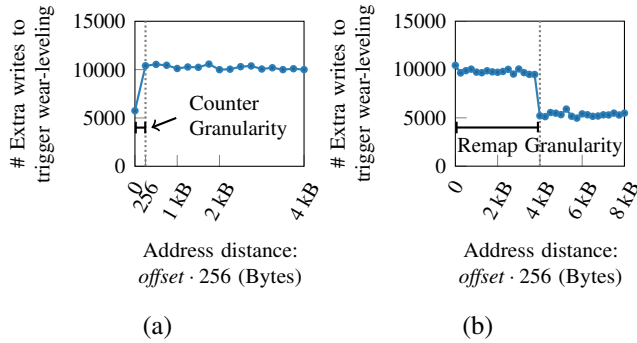 # Extra writes to
trigger wear-leveling
15000
10000
5000
0
Counter
Granularity
0
256
1 kB
2 kB
4 kB
Address distance:
offset · 256 (Bytes)
(a)
# Extra writes to
trigger wear-leveling
15000
10000
5000
0
Remap Granularity
0
2 kB
4 kB
6 kB
8 kB
Address distance:
offset · 256 (Bytes)
(b)